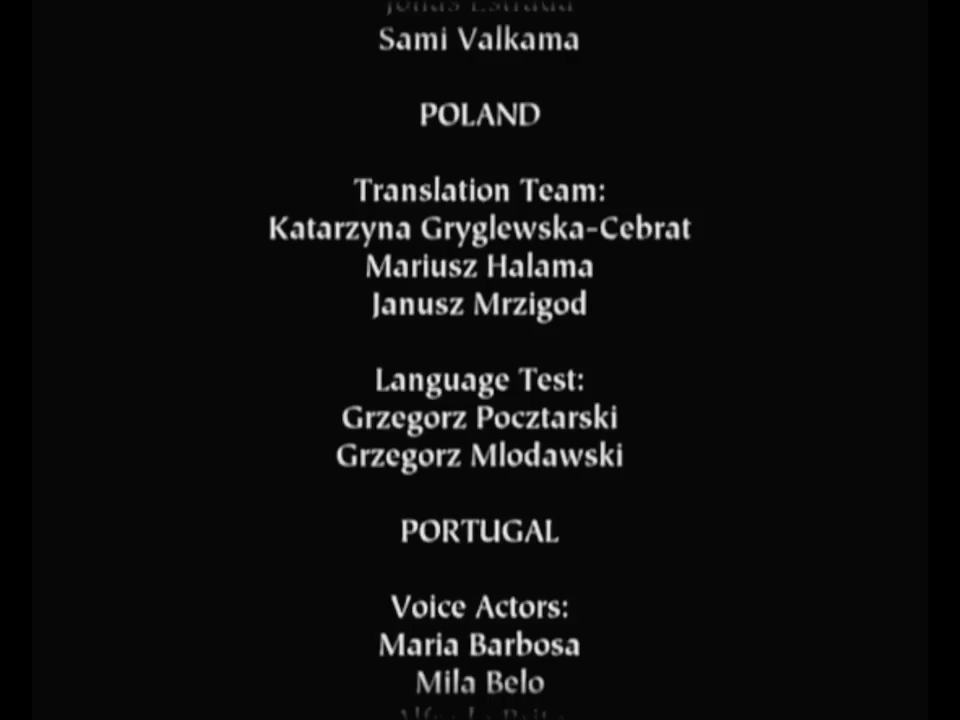 Sami Valkama
POLAND
Translation Team:
Katarzyna Gryglewska-Cebrat
Mariusz Halama
Janusz Mrzigod
Language Test:
Grzegorz Pocztarski
Grzegorz Mlodawski
PORTUGAL
Voice Actors:
Maria Barbosa
Mila Belo